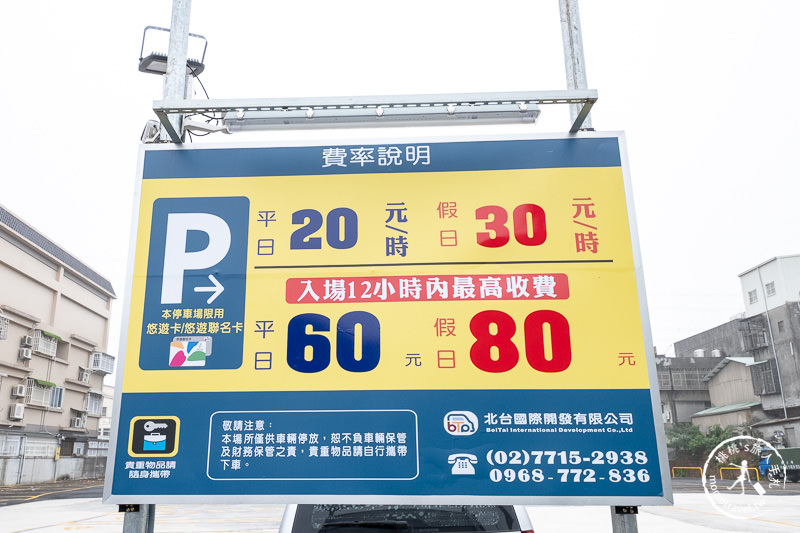 費率說明
P
平日 20 元/時 假日 30 元/時
入場12小時內最高收費
平日 60 元 假日 80 元
本停車場限用
悠遊卡/悠遊聯名卡
貴重物品請
隨身攜帶
敬請注意：
本場所僅供車輛停放，恕不負車輛保管
及財務保管之責，貴重物品請自行攜帶
下車。
bTp
北台國際開發有限公司
BeiTai International Development Co.,Ltd
(02)7715-2938
0968-772-836